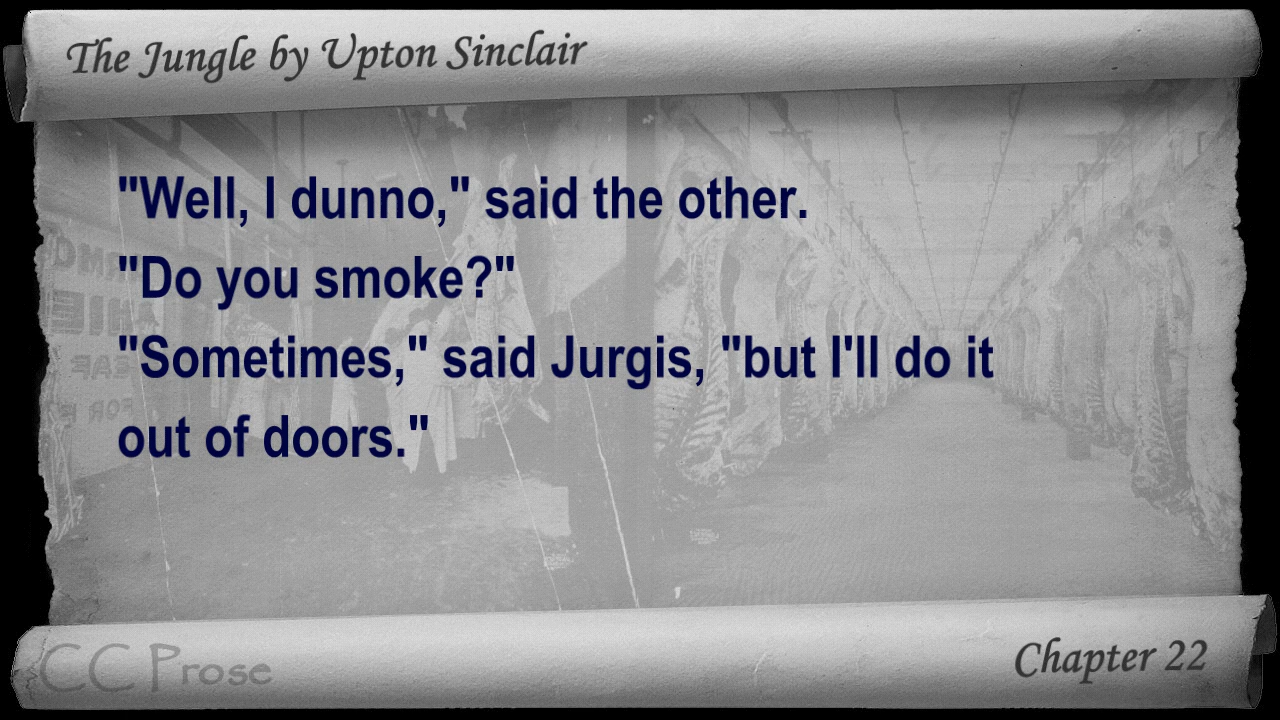 The Jungle by Upton Sinclair
"Well, I dunno," said the other.
"Do you smoke?"
"Sometimes," said Jurgis, "but I'll do it
out of doors."
CC Prose
Chapter 22